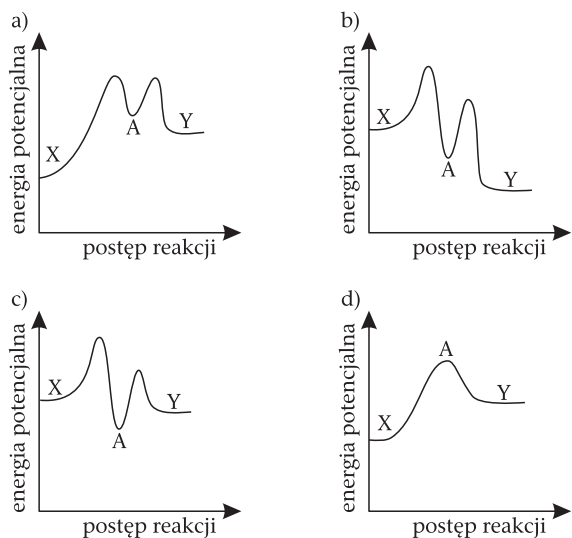 a)
energia potencjalna
X
A
Y
postęp reakcji
b)
energia potencjalna
X
A
Y
postęp reakcji
c)
energia potencjalna
X
A
Y
postęp reakcji
d)
energia potencjalna
X
A
Y
postęp reakcji